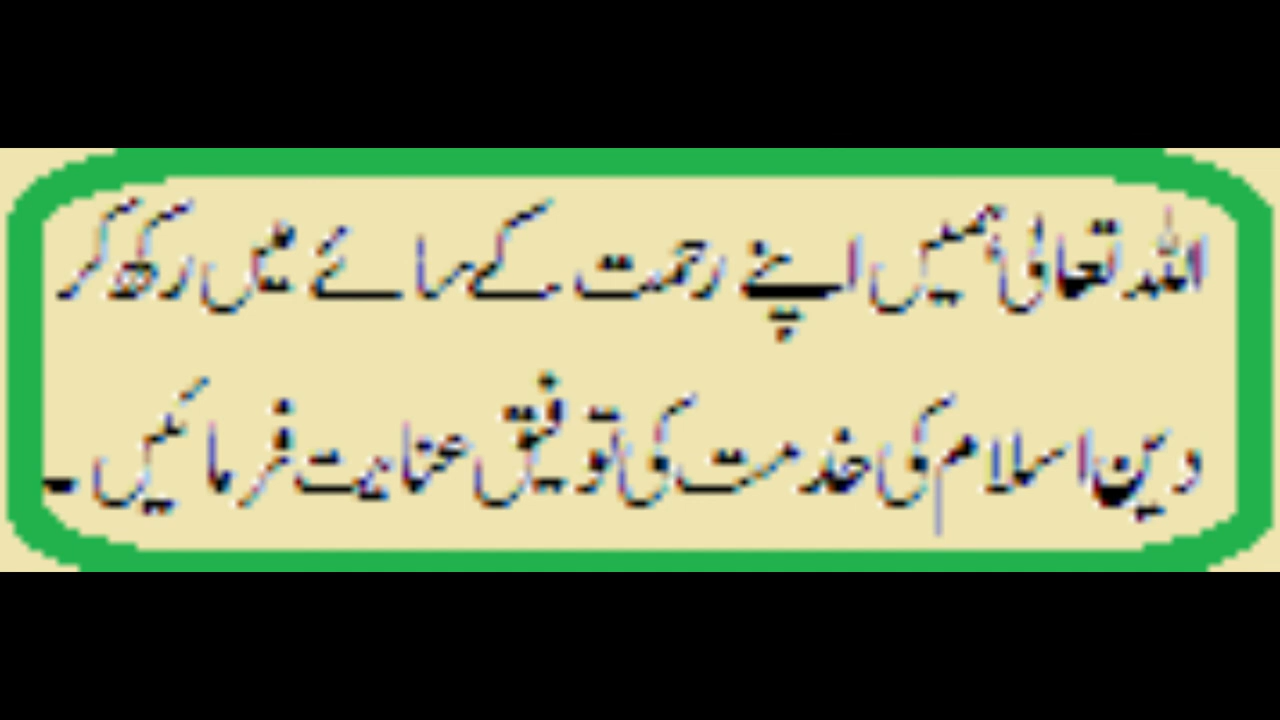 اللہ تعالیٰ ہمیں اپنے رحمت کے سائے میں رکھ کر
دین اسلام کی خدمت کی توفیق عنایت فرمائیں۔